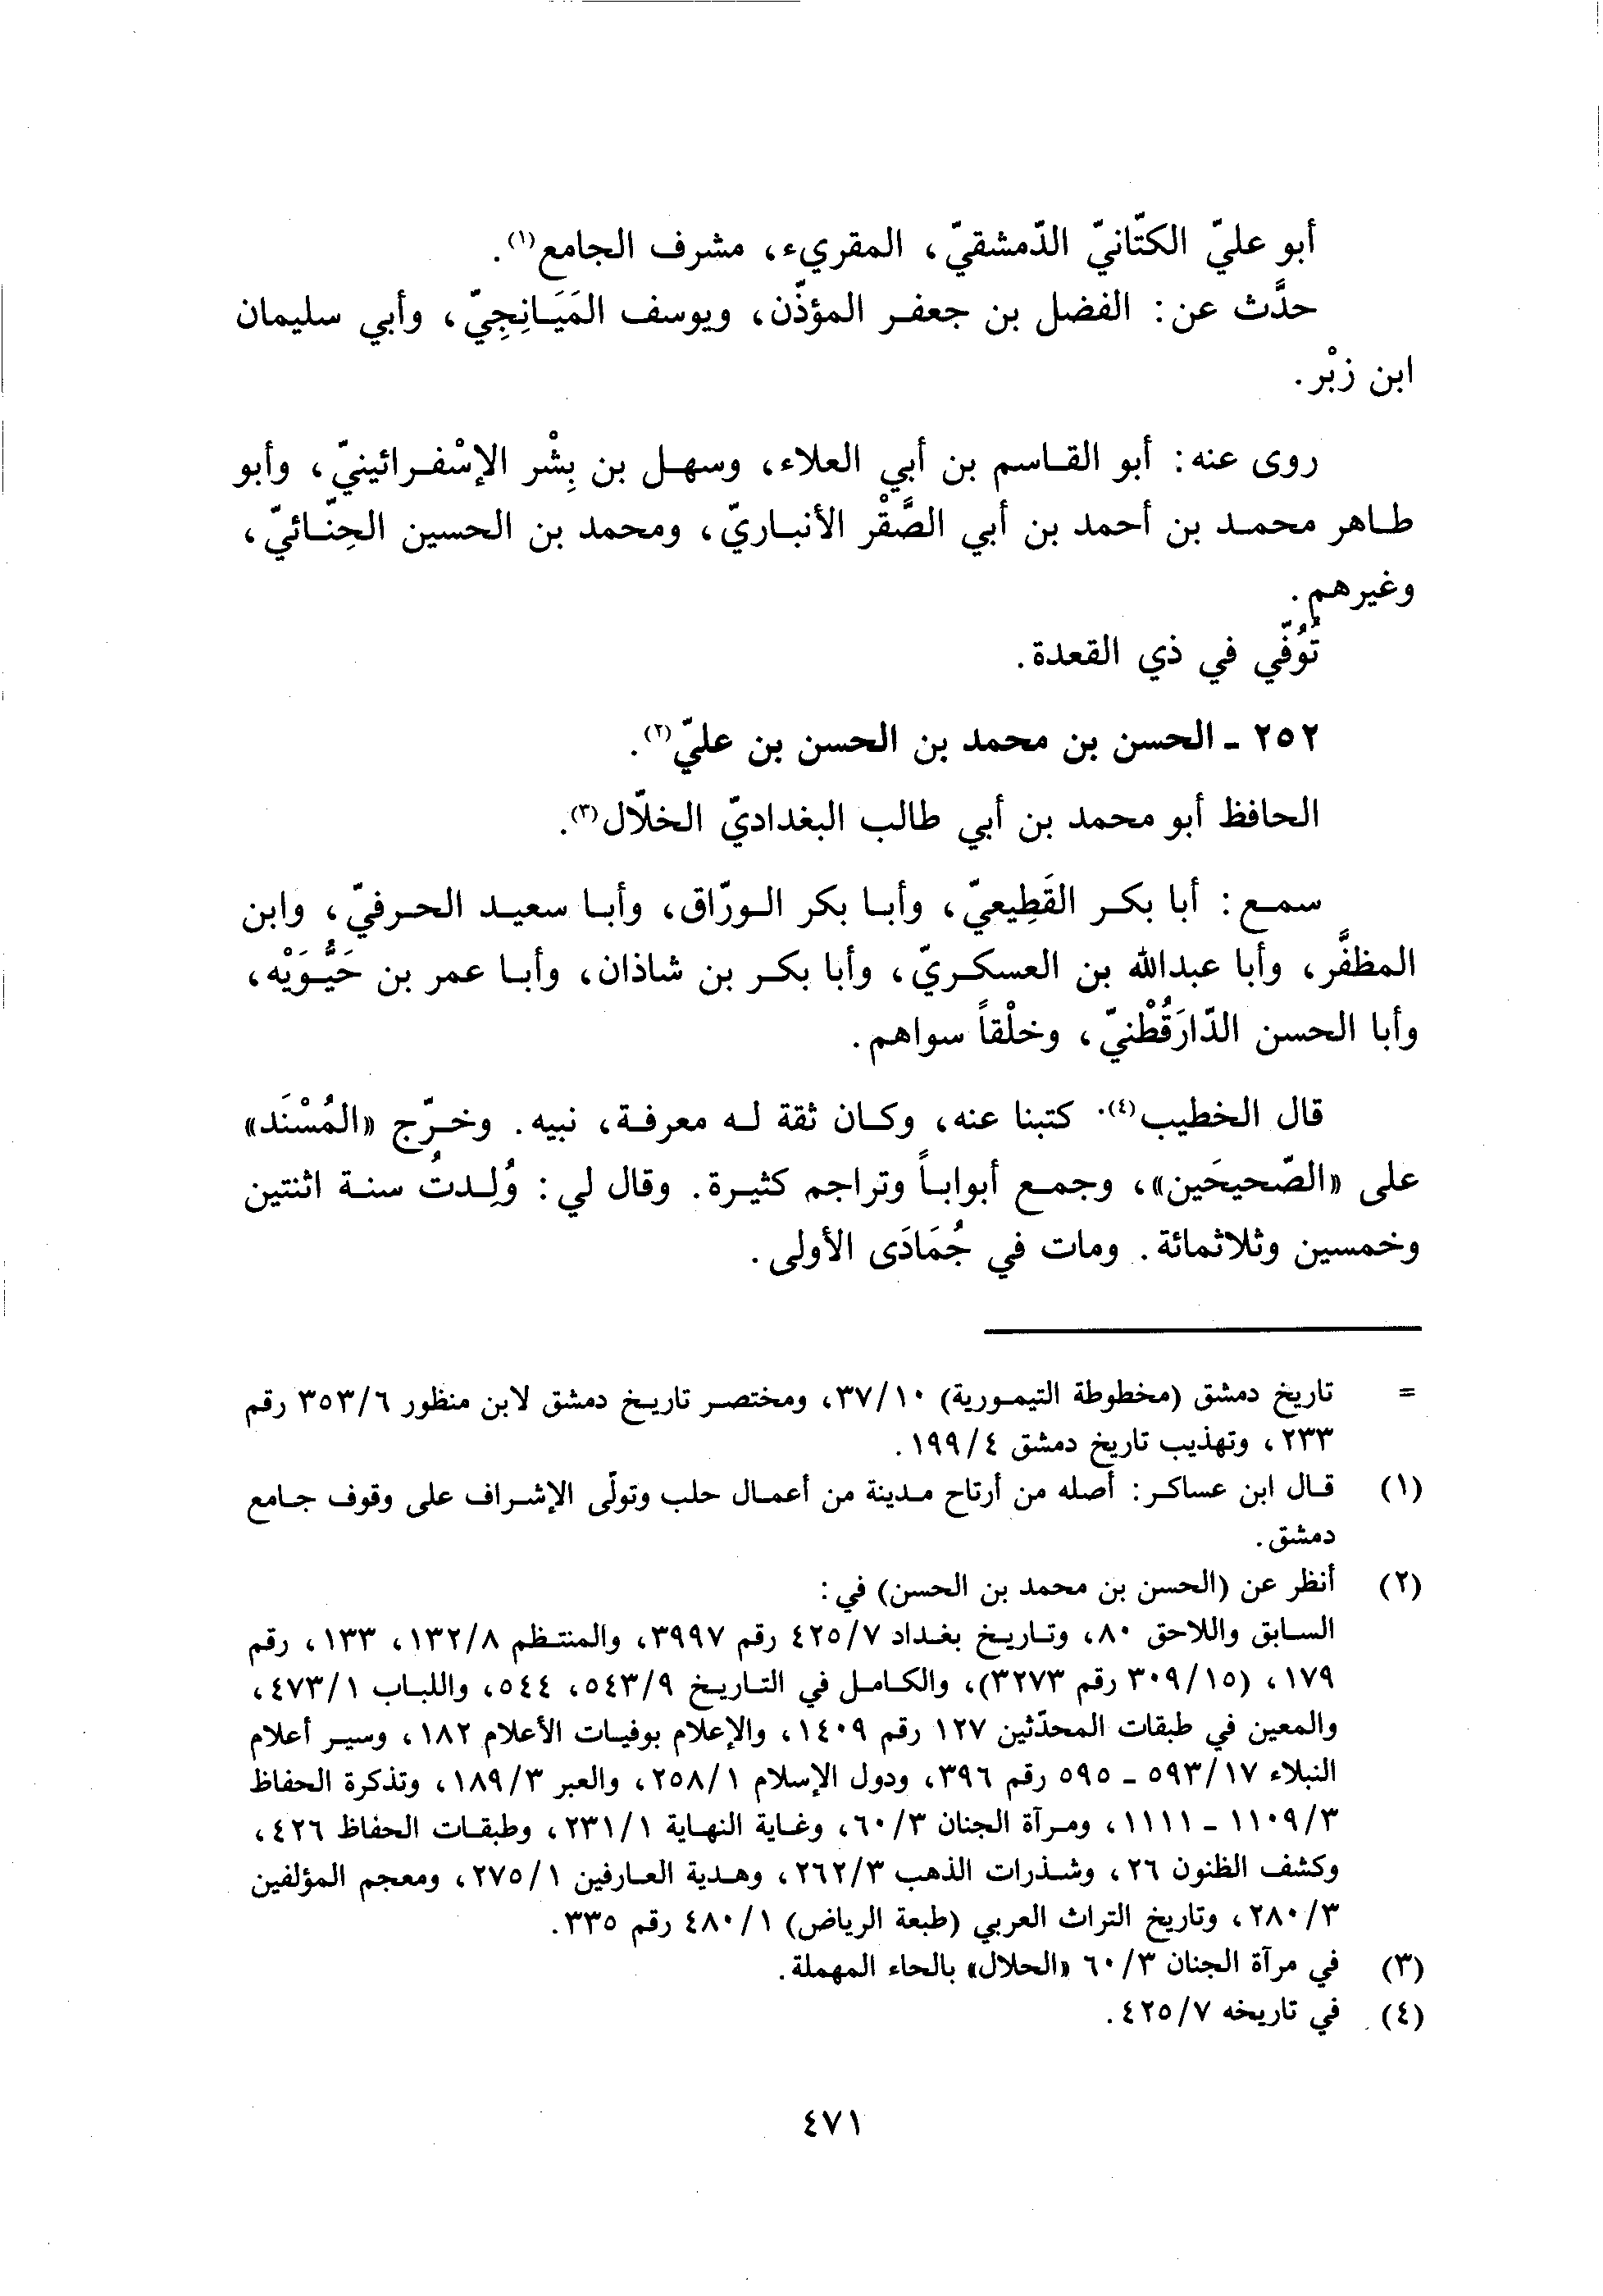 أبو عليّ الكتّانيّ الدّمشقيّ، المقريء، مشرف الجامع(١).
حدَّث عن: الفضل بن جعفر المؤذّن، ويوسف المَيَانِجِيّ، وأبي سليمان
ابن زبْر.
روى عنه: أبو القاسم بن أبي العلاء، وسهل بن بِشْر الإسْفرائينيّ، وأبو
طاهر محمد بن أحمد بن أبي الصَّقْر الأنباريّ، ومحمد بن الحسين الحِنّائيّ،
وغيرهم.
تُوُفّي في ذي القعدة.
٢٥٢ ـ الحسن بن محمد بن الحسن بن عليّ(٢).
الحافظ أبو محمد بن أبي طالب البغداديّ الخلّال(٣).
سمع: أبا بكر القَطِيعيّ، وأبا بكر الورّاق، وأبا سعيد الحرفيّ، وابن
المظفَّر، وأبا عبدالله بن العسكريّ، وأبا بكر بن شاذان، وأبا عمر بن حَيُّوَيْه،
وأبا الحسن الدّارَقُطْنيّ، وخلْقاً سواهم.
قال الخطيب(٤). كتبنا عنه، وكان ثقة له معرفة، نبيه. وخرّج «المُسْنَد»
على «الصّحيحَين»، وجمع أبواباً وتراجم كثيرة. وقال لي: وُلِدتُ سنة اثنتين
وخمسين وثلاثمائة. ومات في جُمَادَى الأولى.
= تاريخ دمشق (مخطوطة التيمورية) ٣٧/١٠، ومختصر تاريخ دمشق لابن منظور ٣٥٣/٦ رقم
٢٣٣، وتهذيب تاريخ دمشق ١٩٩/٤.
(١) قال ابن عساكر: أصله من أرتاح مدينة من أعمال حلب وتولّى الإشراف على وقوف جامع
دمشق.
(٢) أنظر عن (الحسن بن محمد بن الحسن) في:
السابق واللاحق ٨٠، وتاريخ بغداد ٤٢٥/٧ رقم ٣٩٩٧، والمنتظم ١٣٢/٨، ١٣٣، رقم
١٧٩، (٣٠٩/١٥ رقم ٣٢٧٣)، والكامل في التاريخ ٥٤٣/٩، ٥٤٤، واللباب ٤٧٣/١،
والمعين في طبقات المحدّثين ١٢٧ رقم ١٤٠٩، والإعلام بوفيات الأعلام ١٨٢، وسير أعلام
النبلاء ٥٩٣/١٧ ـ ٥٩٥ رقم ٣٩٦، ودول الإسلام ٢٥٨/١، والعبر ١٨٩/٣، وتذكرة الحفاظ
١١٠٩/٣ ـ ١١١١، ومرآة الجنان ٦٠/٣، وغاية النهاية ٢٣١/١، وطبقات الحفاظ ٤٢٦،
وكشف الظنون ٢٦، وشذرات الذهب ٢٦٢/٣، وهدية العارفين ٢٧٥/١، ومعجم المؤلفين
٢٨٠/٣، وتاريخ التراث العربي (طبعة الرياض) ٤٨٠/١ رقم ٣٣٥.
(٣) في مرآة الجنان ٦٠/٣ «الحلال» بالحاء المهملة.
(٤) في تاريخه ٤٢٥/٧.
٤٧١